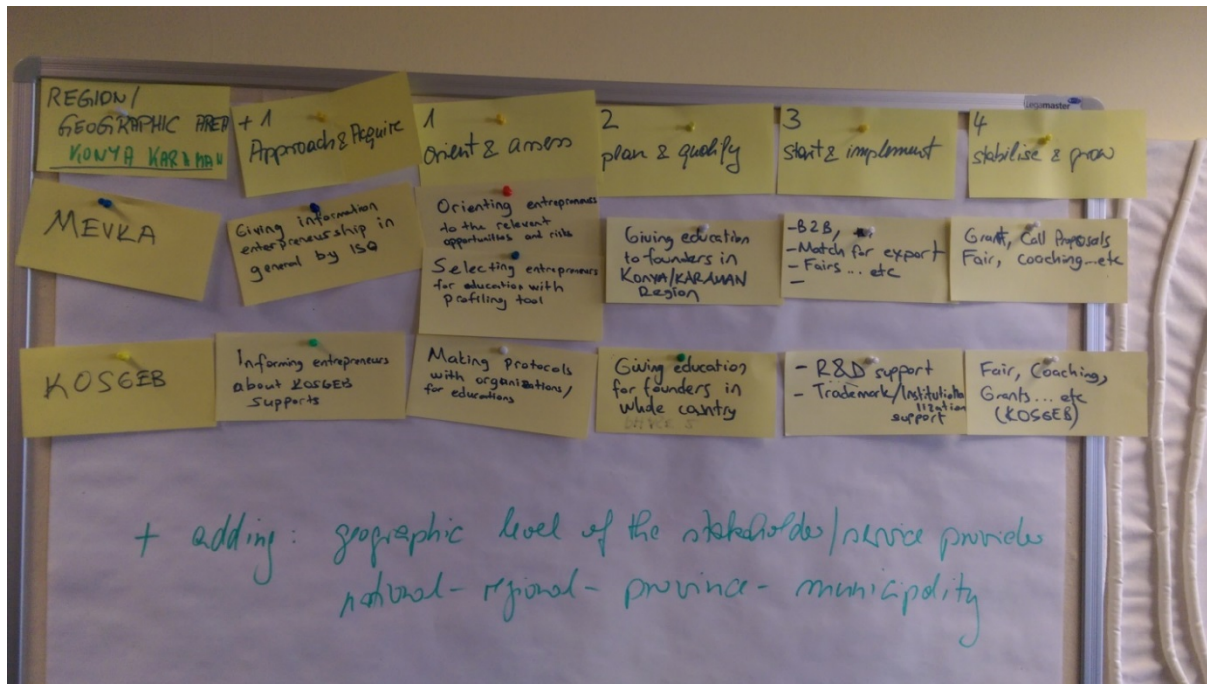 Legamaster
REGION/
GEOGRAPHIC AREA
KONYA KARAMAN
+1
Approach & Acquire
1
orient & assess
2
plan & qualify
3
start & implement
4
stabilise & grow
MEVKA
Giving information
enterpreneurship in
general by ISQ
Orienting entrepreneurs
to the relevant
opportunities and risks
Selecting entrepreneurs
for education with
profiling tool
Giving education
to founders in
KONYA/KARAMAN
Region
-B2B,
-Match for export
- Fairs... etc
-
Grant, Call Proposals
Fair, coaching...etc
KOSGEB
Informing entrepreneurs
about KOSGEB
supports
Making Protocols
with organizations/
for educations
Giving education
for founders in
whole country
- R&D support
- Trademark/Institutiona
lization
support
Fair, Coaching,
Grants... etc
(KOSGEB)
+ adding: geographic level of the stakeholder/service provider
national - regional - province - municipality